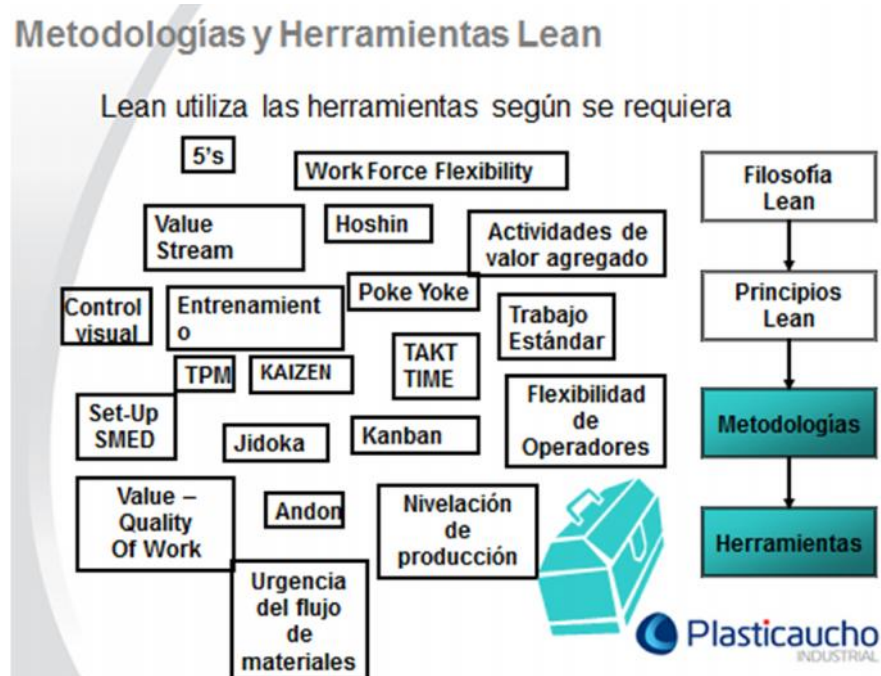 Metodologías y Herramientas Lean
Lean utiliza las herramientas según se requiera
5's
Work Force Flexibility
Value
Stream
Hoshin
Actividades de
valor agregado
Control
visual
Entrenamient
o
Poke Yoke
Trabajo
Estándar
TPM
KAIZEN
TAKT
TIME
Set-Up
SMED
Jidoka
Kanban
Flexibilidad
de
Operadores
Value –
Quality
Of Work
Andon
Nivelación
de
producción
Urgencia
del flujo
de
materiales
Filosofía
Lean
Principios
Lean
Metodologías
Herramientas
Plasticaucho
INDUSTRIAL